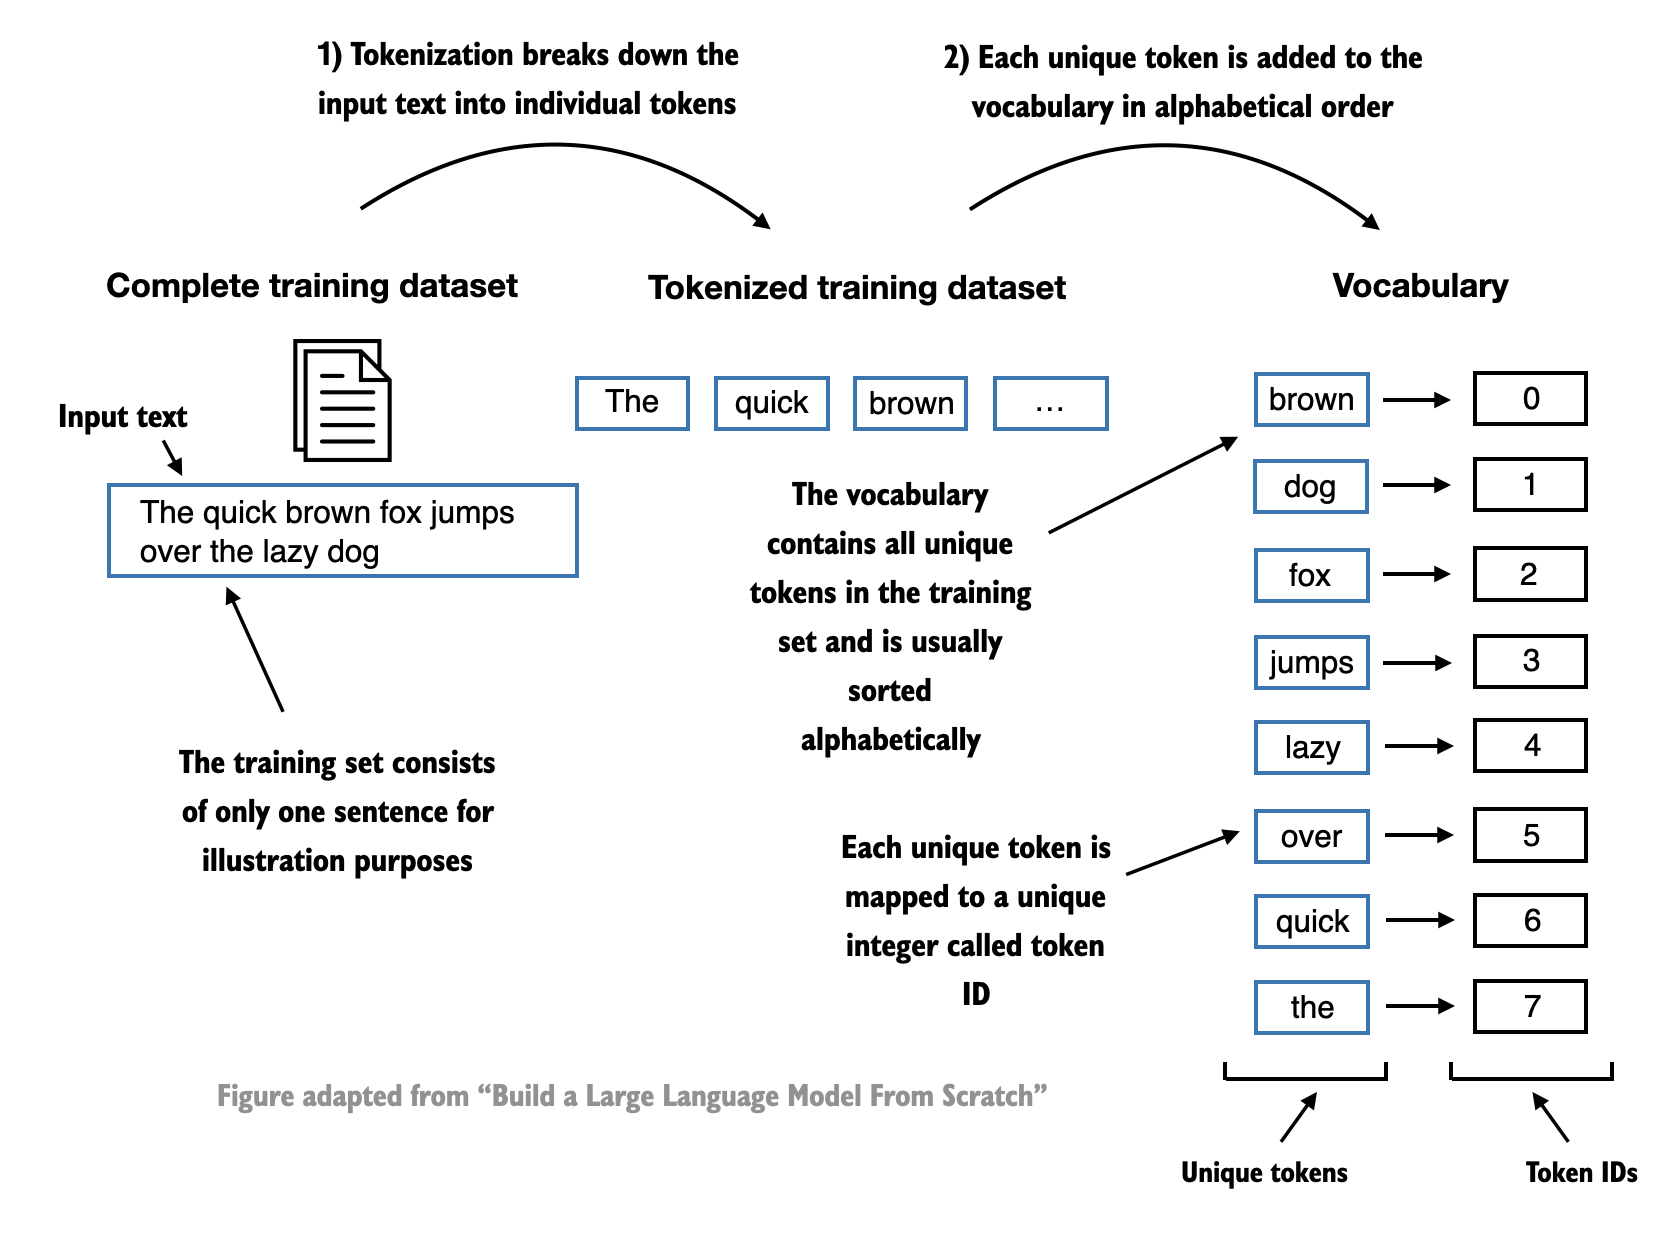 1) Tokenization breaks down the
input text into individual tokens
2) Each unique token is added to the
vocabulary in alphabetical order
Complete training dataset
Tokenized training dataset
Vocabulary
Input text
The quick brown fox jumps
over the lazy dog
The training set consists
of only one sentence for
illustration purposes
The
quick
brown
...
The vocabulary
contains all unique
tokens in the training
set and is usually
sorted
alphabetically
Each unique token is
mapped to a unique
integer called token
ID
brown 0
dog 1
fox 2
jumps 3
lazy 4
over 5
quick 6
the 7
Unique tokens
Token IDs
Figure adapted from “Build a Large Language Model From Scratch”